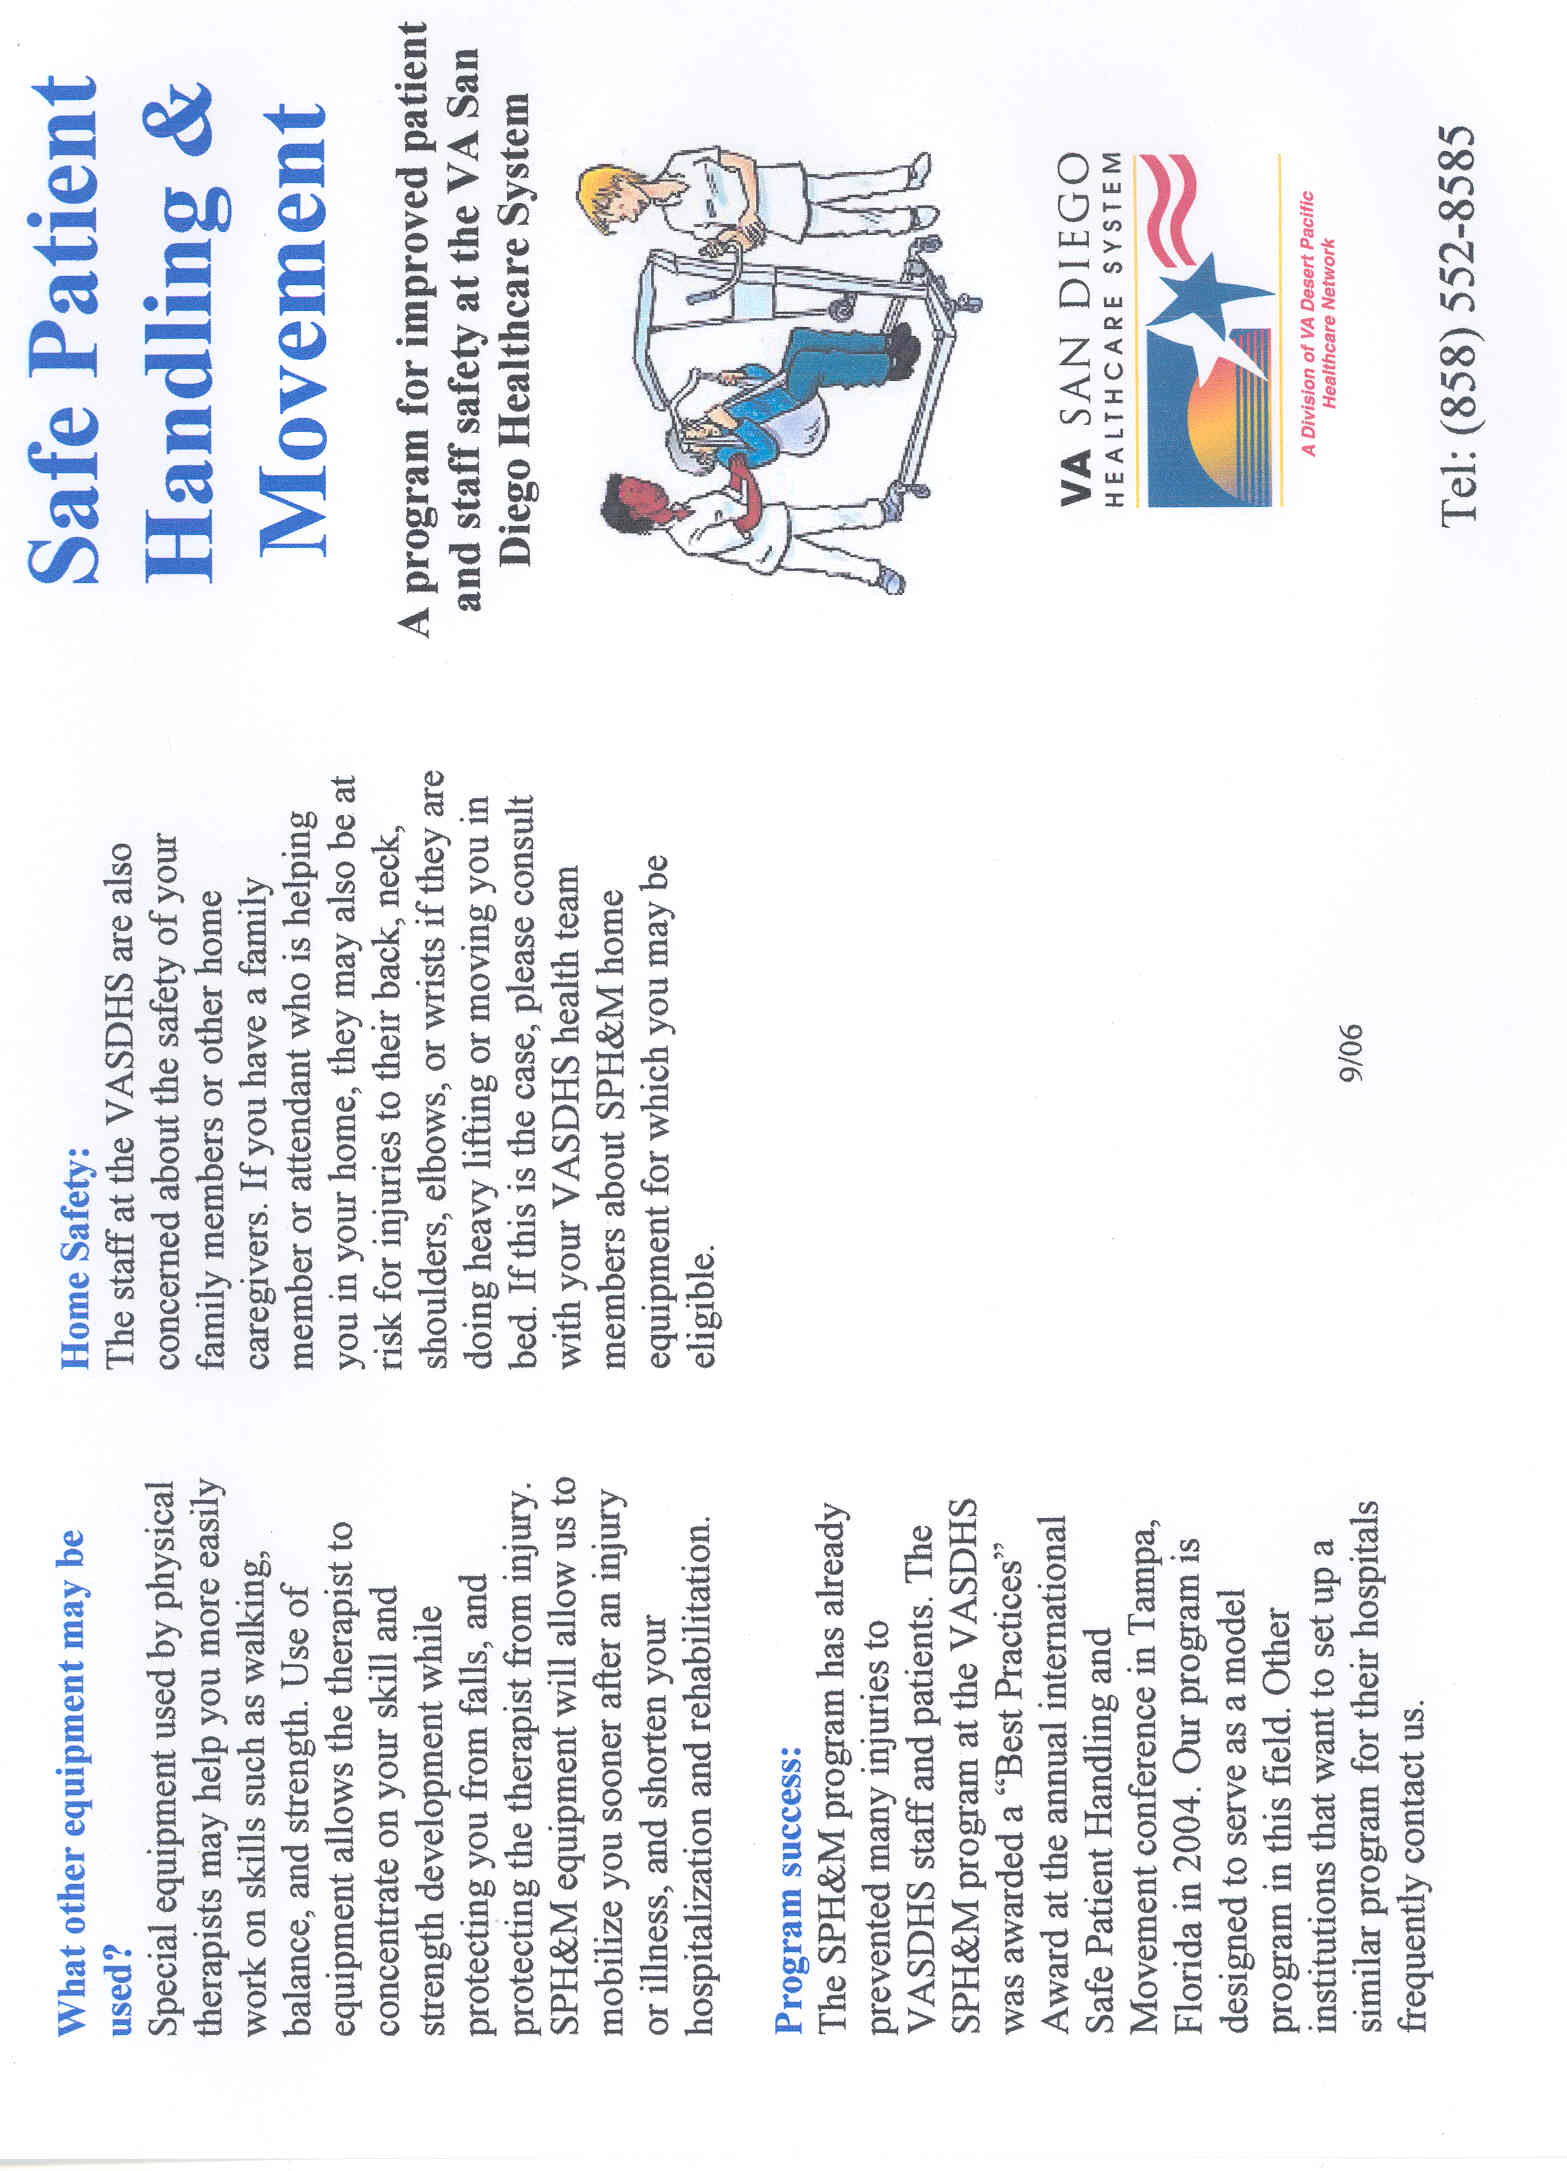 What other equipment may be
used?
Special equipment used by physical
therapists may help you more easily
work on skills such as walking,
balance, and strength. Use of
equipment allows the therapist to
concentrate on your skill and
strength development while
protecting you from falls, and
protecting the therapist from injury.
SPH&M equipment will allow us to
mobilize you sooner after an injury
or illness, and shorten your
hospitalization and rehabilitation.
Program success:
The SPH&M program has already
prevented many injuries to
VASDHS staff and patients. The
SPH&M program at the VASDHS
was awarded a “Best Practices”
Award at the annual international
Safe Patient Handling and
Movement conference in Tampa,
Florida in 2004. Our program is
designed to serve as a model
program in this field. Other
institutions that want to set up a
similar program for their hospitals
frequently contact us.
Home Safety:
The staff at the VASDHS are also
concerned about the safety of your
family members or other home
caregivers. If you have a family
member or attendant who is helping
you in your home, they may also be at
risk for injuries to their back, neck,
shoulders, elbows, or wrists if they are
doing heavy lifting or moving you in
bed. If this is the case, please consult
with your VASDHS health team
members about SPH&M home
equipment for which you may be
eligible.
9/06
Safe Patient
Handling &
Movement
A program for improved patient
and staff safety at the VA San
Diego Healthcare System
VA SAN DIEGO
HEALTHCARE SYSTEM
A Division of VA Desert Pacific
Healthcare Network
Tel: (858) 552-8585